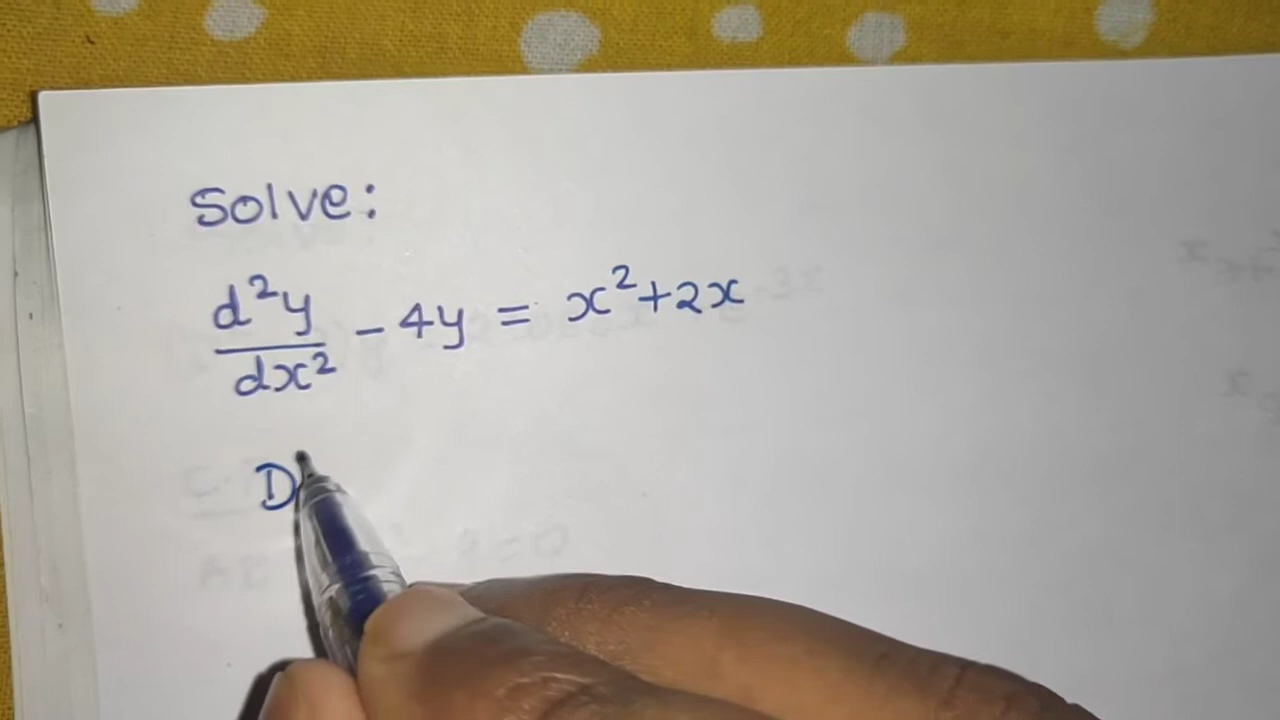 Solve:
d²y/dx² - 4y = x² + 2x
D